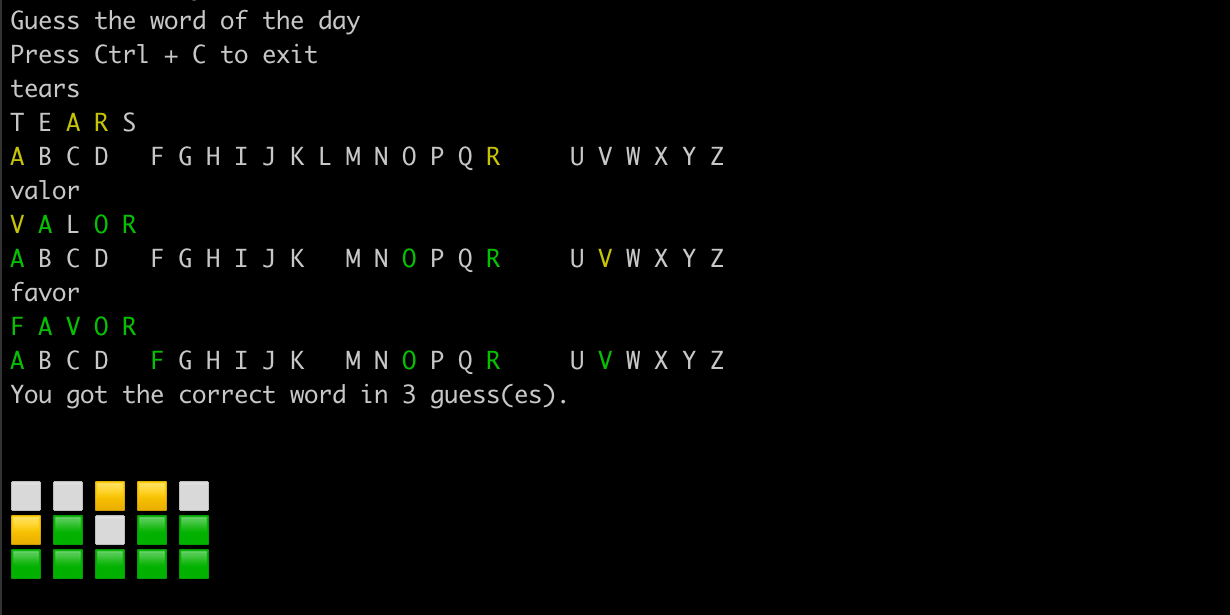 Guess the word of the day
Press Ctrl + C to exit
tears
T E A R S
A B C D   F G H I J K L M N O P Q R     U V W X Y Z
valor
V A L O R
A B C D   F G H I J K   M N O P Q R     U V W X Y Z
favor
F A V O R
A B C D   F G H I J K   M N O P Q R     U V W X Y Z
You got the correct word in 3 guess(es).